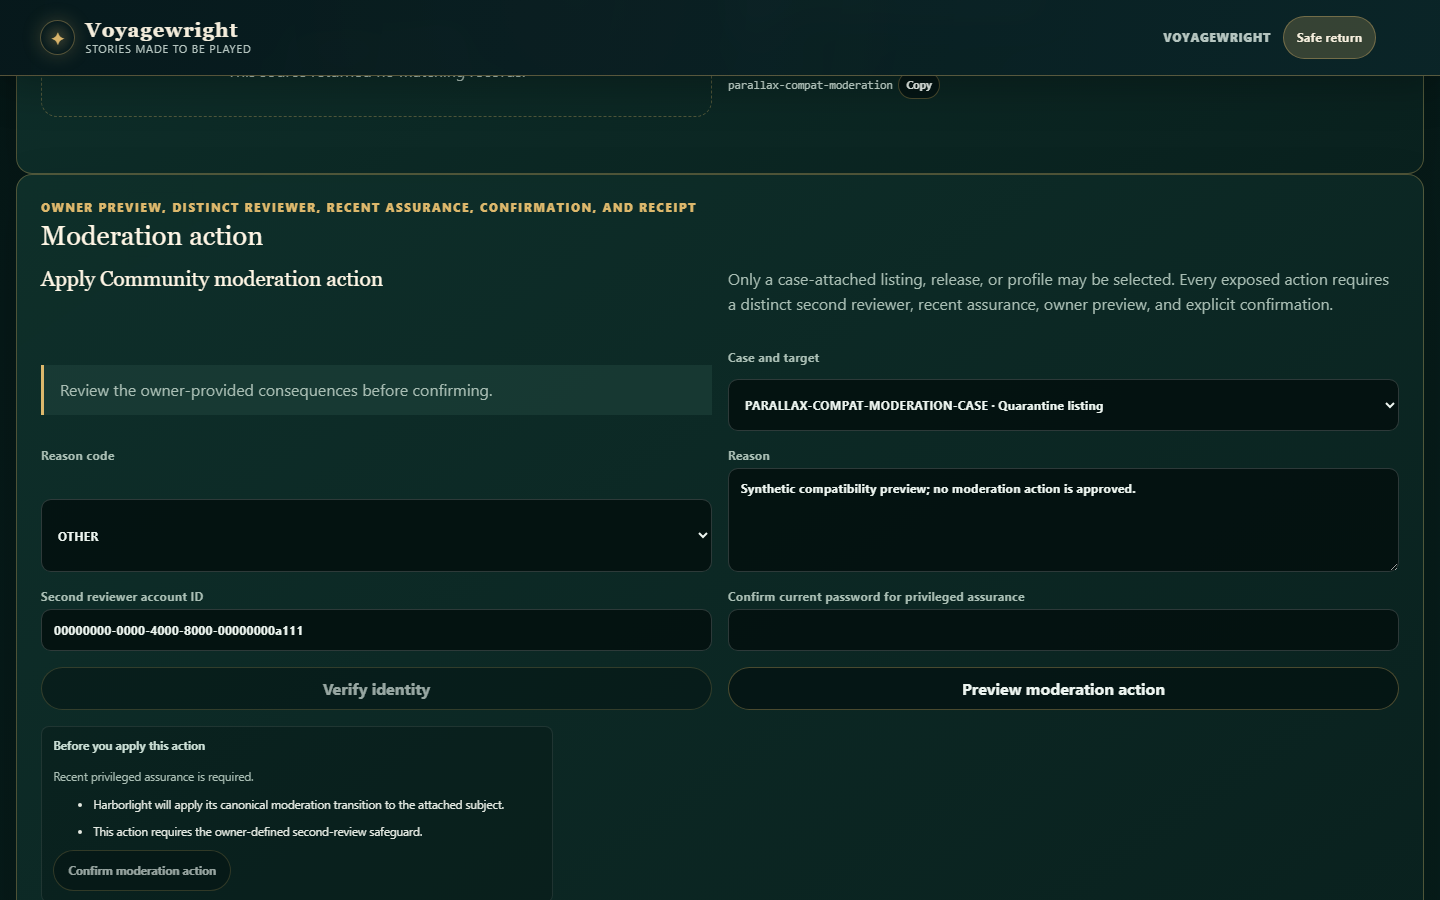 Voyagewright
STORIES MADE TO BE PLAYED
VOYAGEWRIGHT
Safe return
This source returned no matching records.
parallax-compat-moderation
Copy
OWNER PREVIEW, DISTINCT REVIEWER, RECENT ASSURANCE, CONFIRMATION, AND RECEIPT
Moderation action
Apply Community moderation action
Only a case-attached listing, release, or profile may be selected. Every exposed action requires
a distinct second reviewer, recent assurance, owner preview, and explicit confirmation.
Review the owner-provided consequences before confirming.
Case and target
PARALLAX-COMPAT-MODERATION-CASE · Quarantine listing
Reason code
OTHER
Reason
Synthetic compatibility preview; no moderation action is approved.
Second reviewer account ID
00000000-0000-4000-8000-00000000a111
Confirm current password for privileged assurance
Verify identity
Preview moderation action
Before you apply this action
Recent privileged assurance is required.
• Harborlight will apply its canonical moderation transition to the attached subject.
• This action requires the owner-defined second-review safeguard.
Confirm moderation action